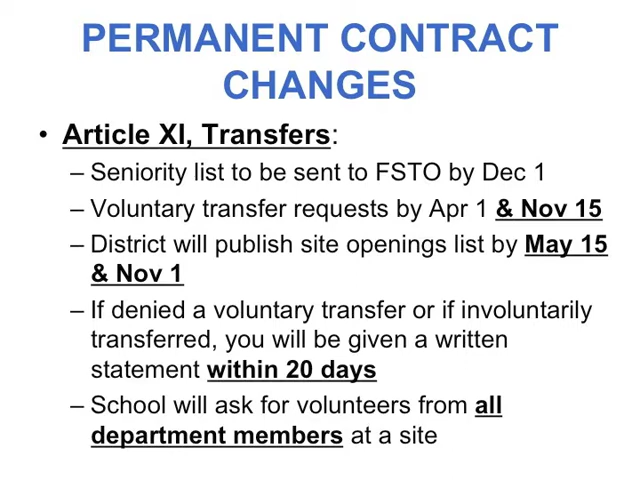 PERMANENT CONTRACT
CHANGES
• Article XI, Transfers:
– Seniority list to be sent to FSTO by Dec 1
– Voluntary transfer requests by Apr 1 & Nov 15
– District will publish site openings list by May 15
& Nov 1
– If denied a voluntary transfer or if involuntarily
transferred, you will be given a written
statement within 20 days
– School will ask for volunteers from all
department members at a site